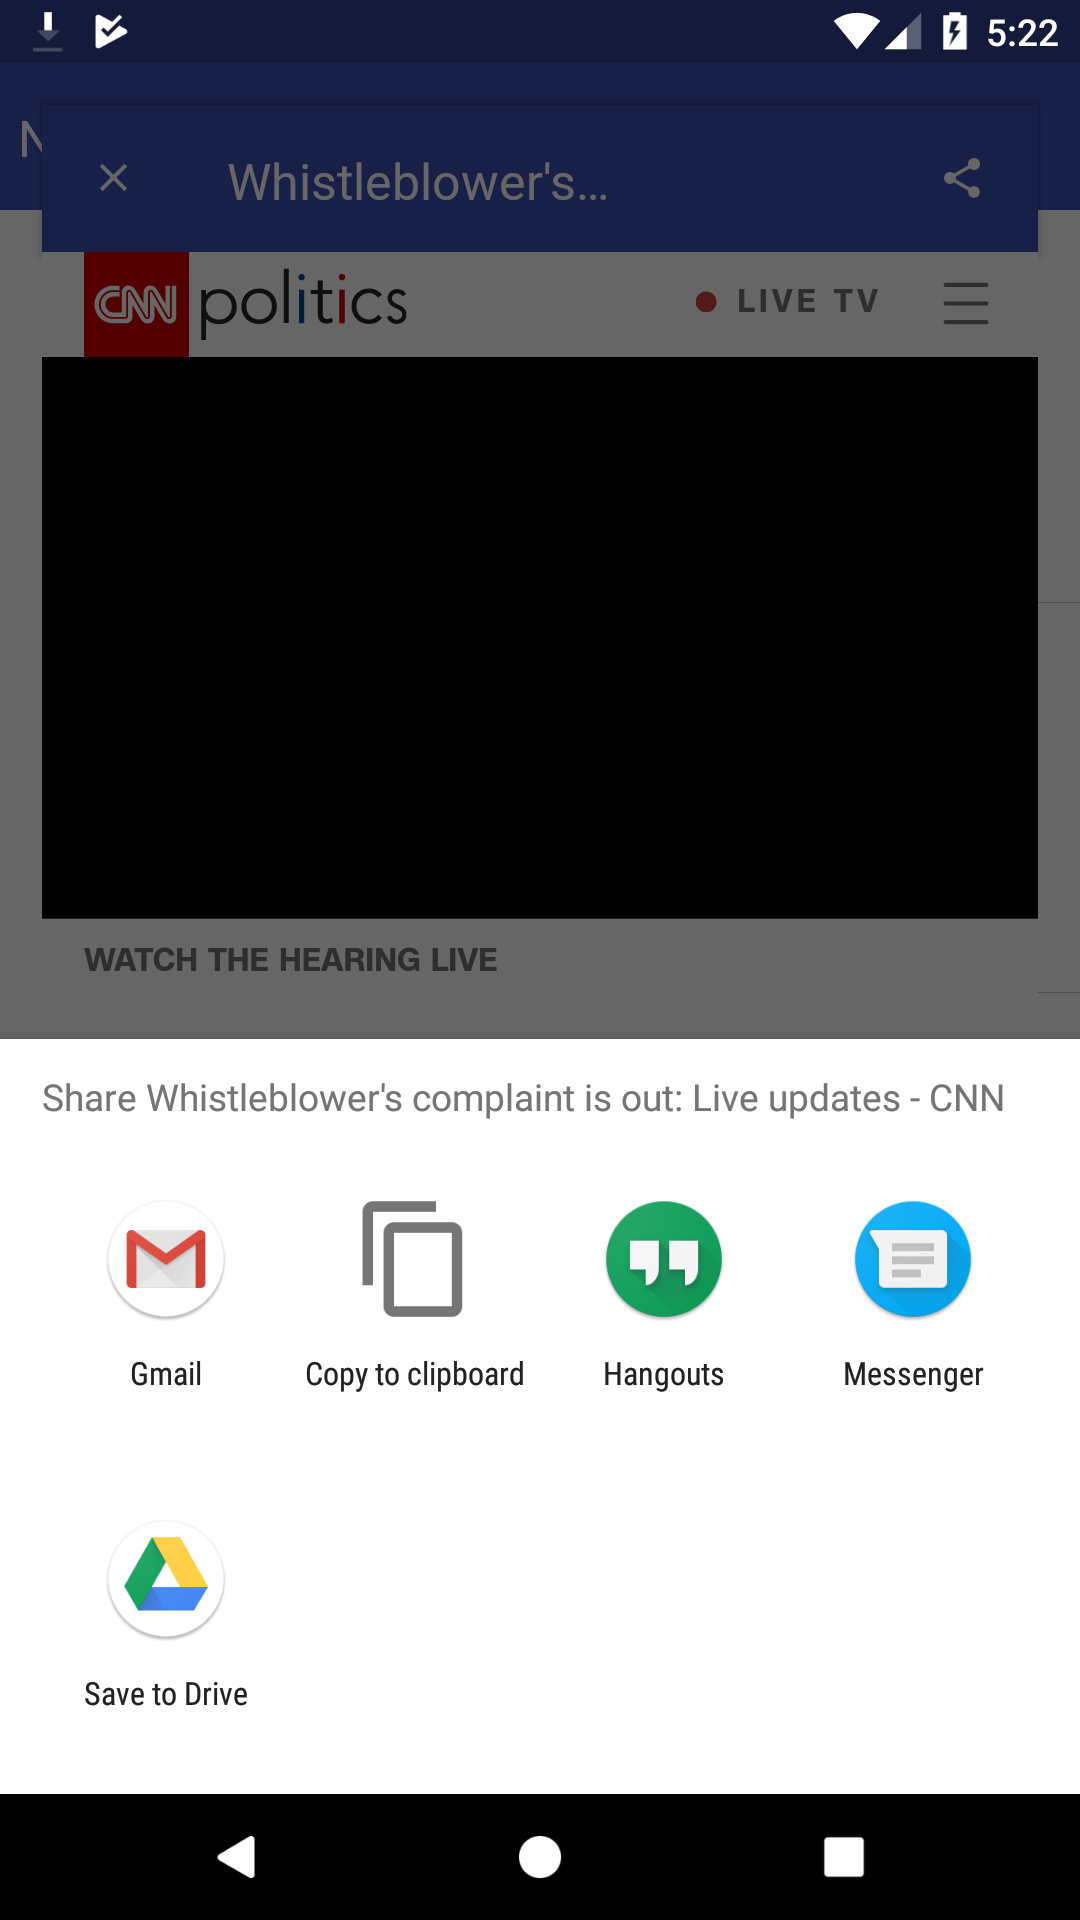 5:22
N
Whistleblower's...
CNN politics
LIVE TV
WATCH THE HEARING LIVE
Share Whistleblower's complaint is out: Live updates - CNN
Gmail
Copy to clipboard
Hangouts
Messenger
Save to Drive